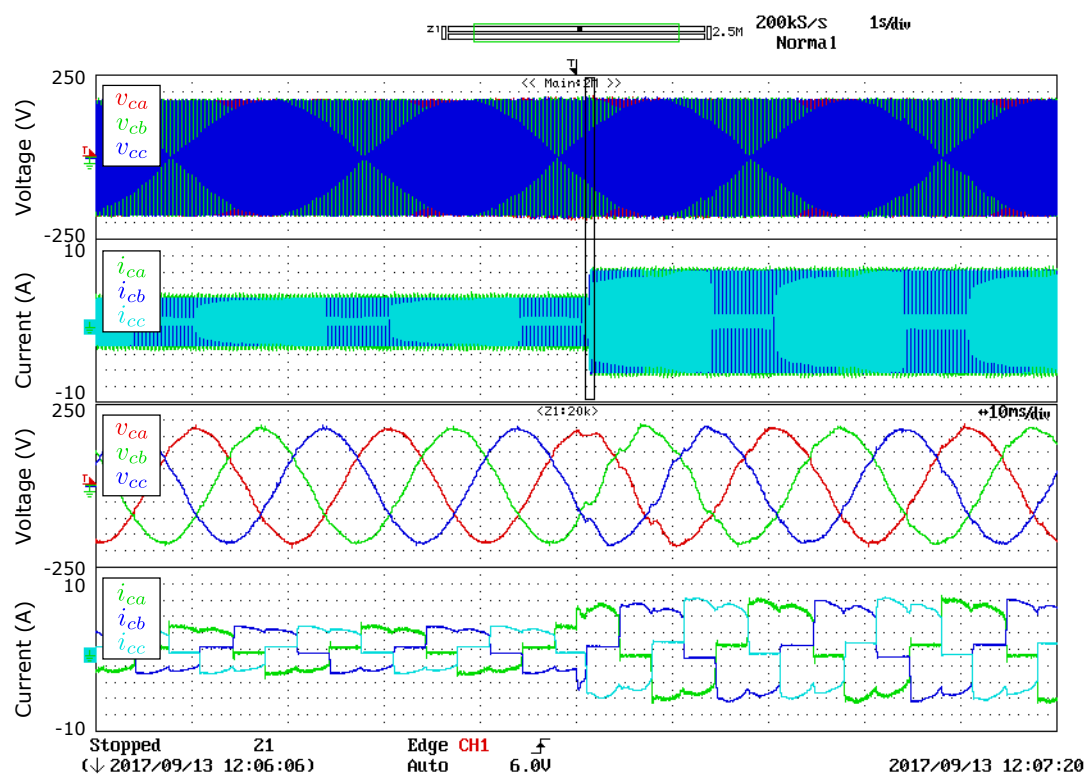 200kS/s 1s/div
Z1 2.5M
Normal
T
<< Main:2M >>
250
Voltage (V)
-250
v_ca
v_cb
v_cc
T
10
Current (A)
-10
i_ca
i_cb
i_cc
<Z1:20k>
↔10ms/div
250
Voltage (V)
-250
v_ca
v_cb
v_cc
T
10
Current (A)
-10
i_ca
i_cb
i_cc
Stopped 21 Edge CH1
(↓ 2017/09/13 12:06:06) Auto 6.0V 2017/09/13 12:07:20